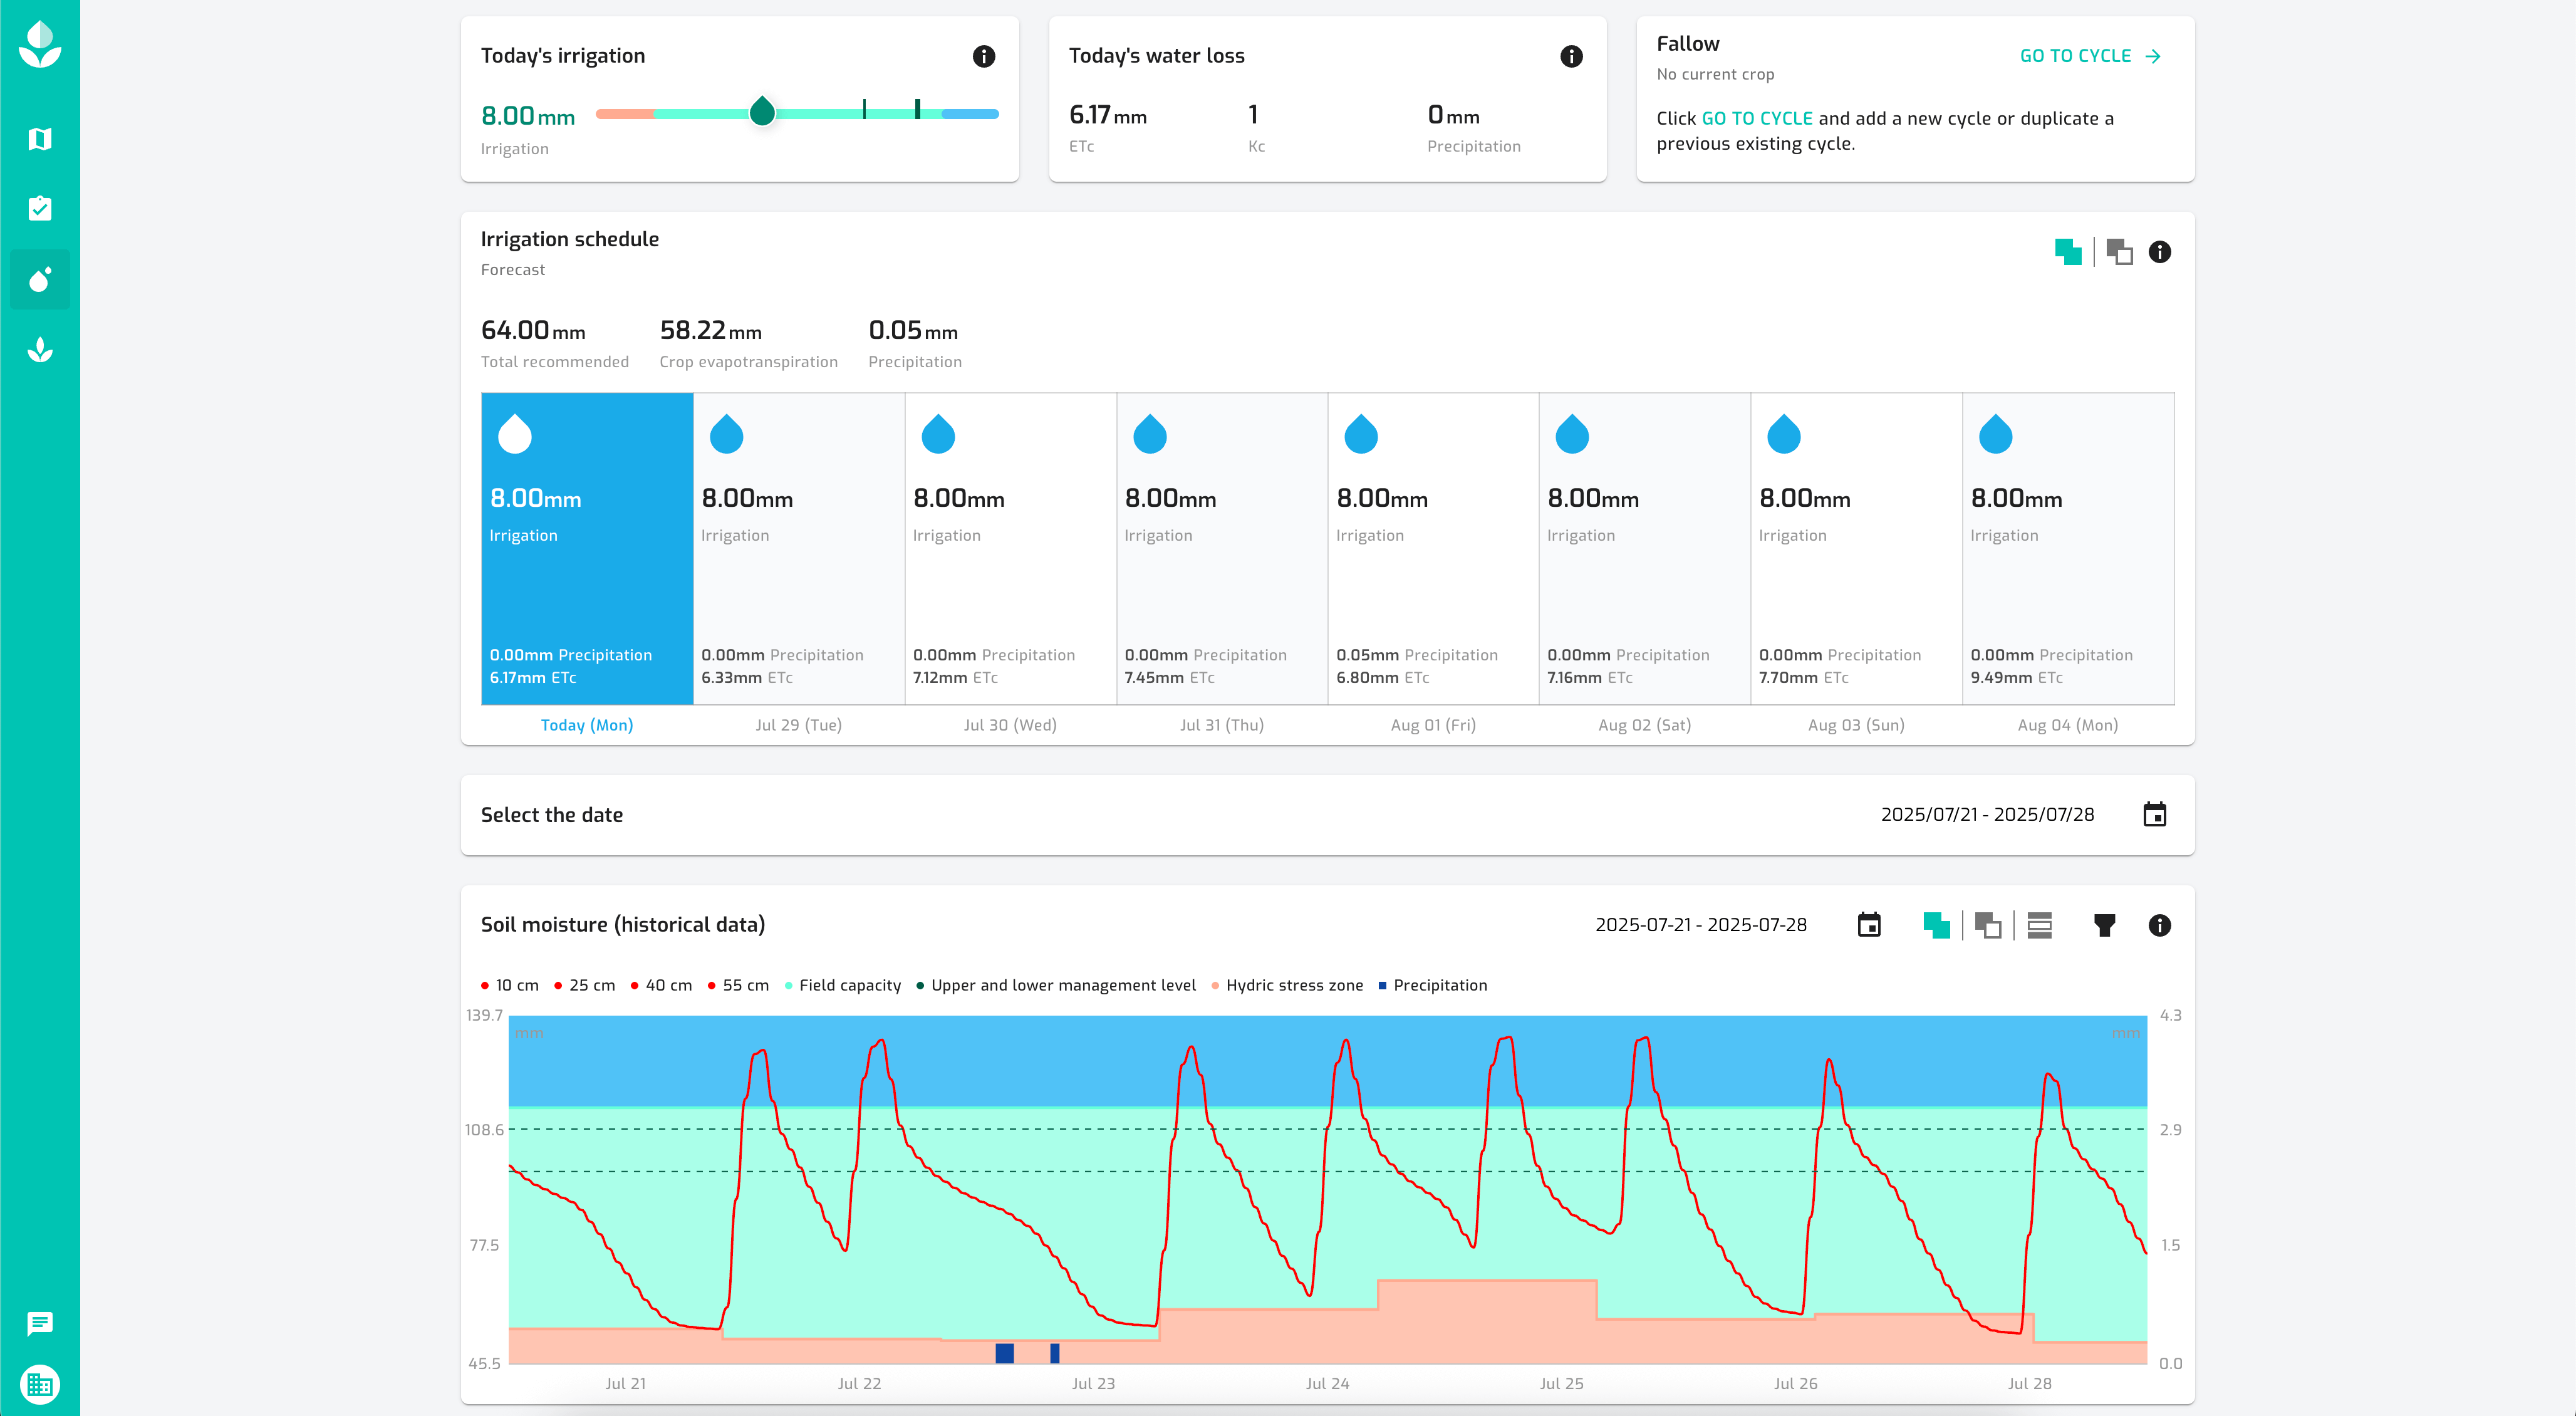 Today's irrigation
8.00 mm
Irrigation
Today's water loss
6.17 mm
ETc
1
Kc
0 mm
Precipitation
Fallow
No current crop
GO TO CYCLE
Click GO TO CYCLE and add a new cycle or duplicate a
previous existing cycle.
Irrigation schedule
Forecast
64.00 mm
Total recommended
58.22 mm
Crop evapotranspiration
0.05 mm
Precipitation
8.00mm
Irrigation
0.00mm Precipitation
6.17mm ETc
Today (Mon)
8.00mm
Irrigation
0.00mm Precipitation
6.33mm ETc
Jul 29 (Tue)
8.00mm
Irrigation
0.00mm Precipitation
7.12mm ETc
Jul 30 (Wed)
8.00mm
Irrigation
0.00mm Precipitation
7.45mm ETc
Jul 31 (Thu)
8.00mm
Irrigation
0.05mm Precipitation
6.80mm ETc
Aug 01 (Fri)
8.00mm
Irrigation
0.00mm Precipitation
7.16mm ETc
Aug 02 (Sat)
8.00mm
Irrigation
0.00mm Precipitation
7.70mm ETc
Aug 03 (Sun)
8.00mm
Irrigation
0.00mm Precipitation
9.49mm ETc
Aug 04 (Mon)
Select the date
2025/07/21 - 2025/07/28
Soil moisture (historical data)
2025-07-21 - 2025-07-28
10 cm 25 cm 40 cm 55 cm Field capacity Upper and lower management level Hydric stress zone Precipitation
139.7
4.3
mm
mm
108.6
2.9
77.5
1.5
45.5
0.0
Jul 21 Jul 22 Jul 23 Jul 24 Jul 25 Jul 26 Jul 28